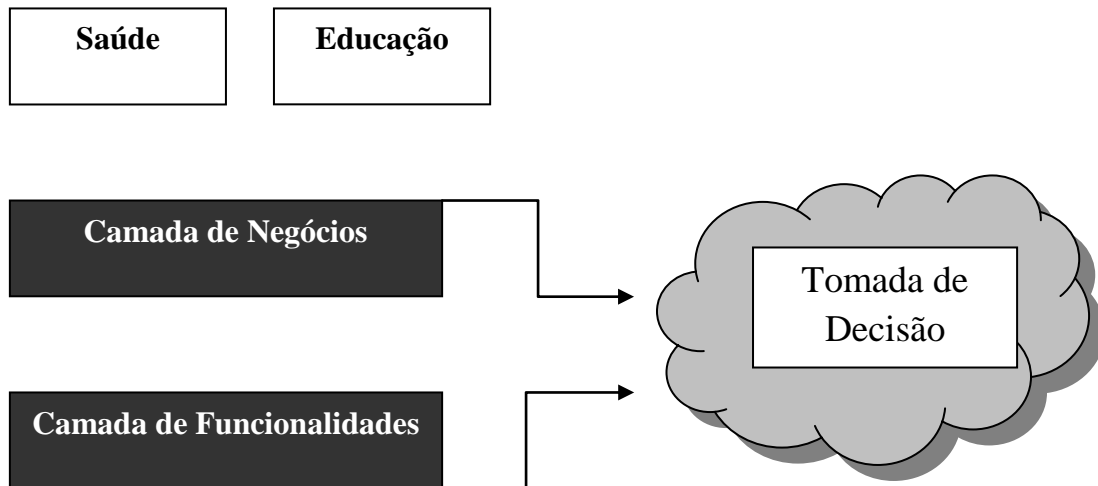 Saúde
Educação
Camada de Negócios
Tomada de
Decisão
Camada de Funcionalidades